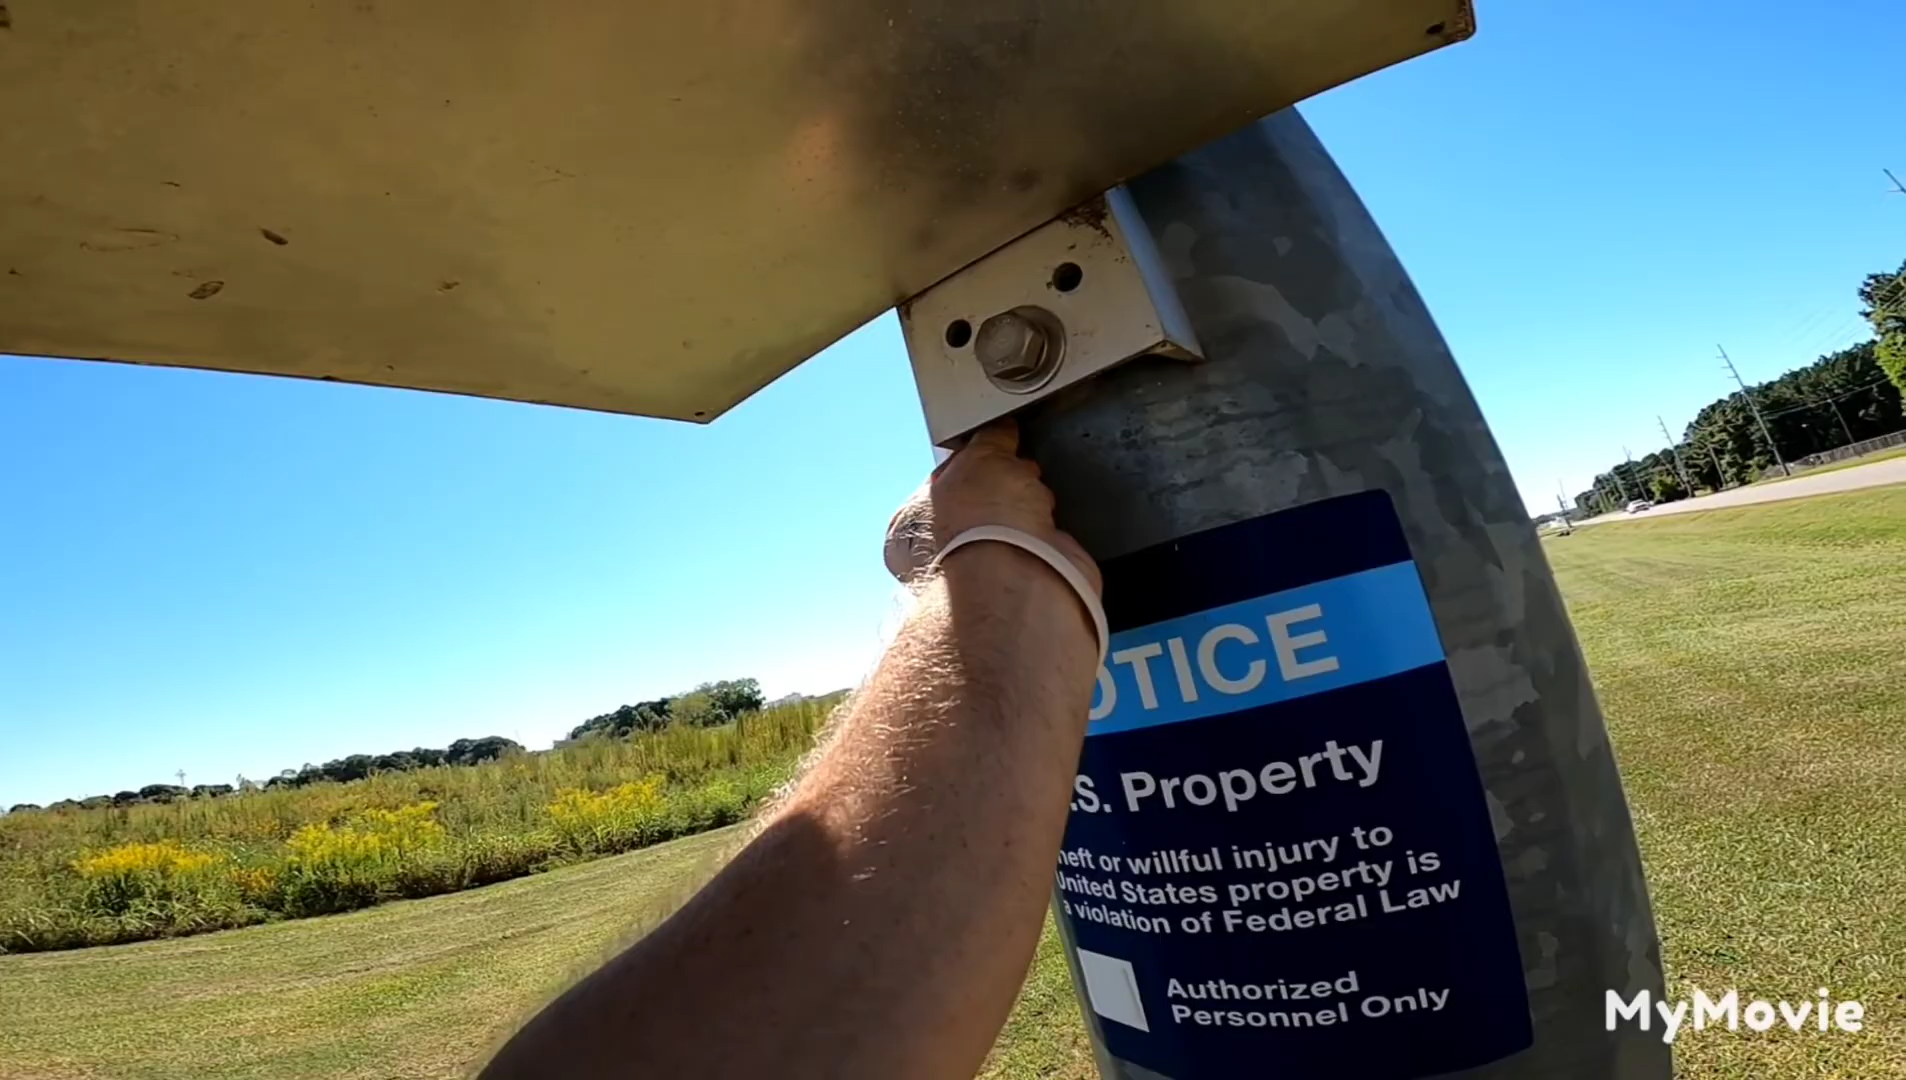 OTICE
.S. Property
heft or willful injury to
United States property is
a violation of Federal Law
Authorized
Personnel Only
MyMovie